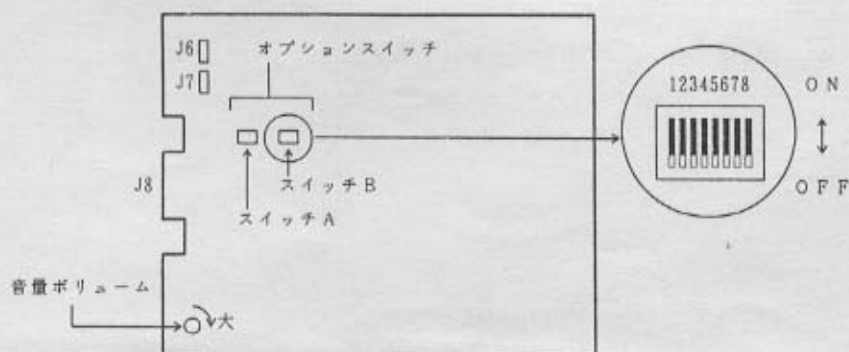 J6
オプションスイッチ
J7
12345678
ON
OFF
J8
スイッチB
スイッチA
音量ボリューム
大